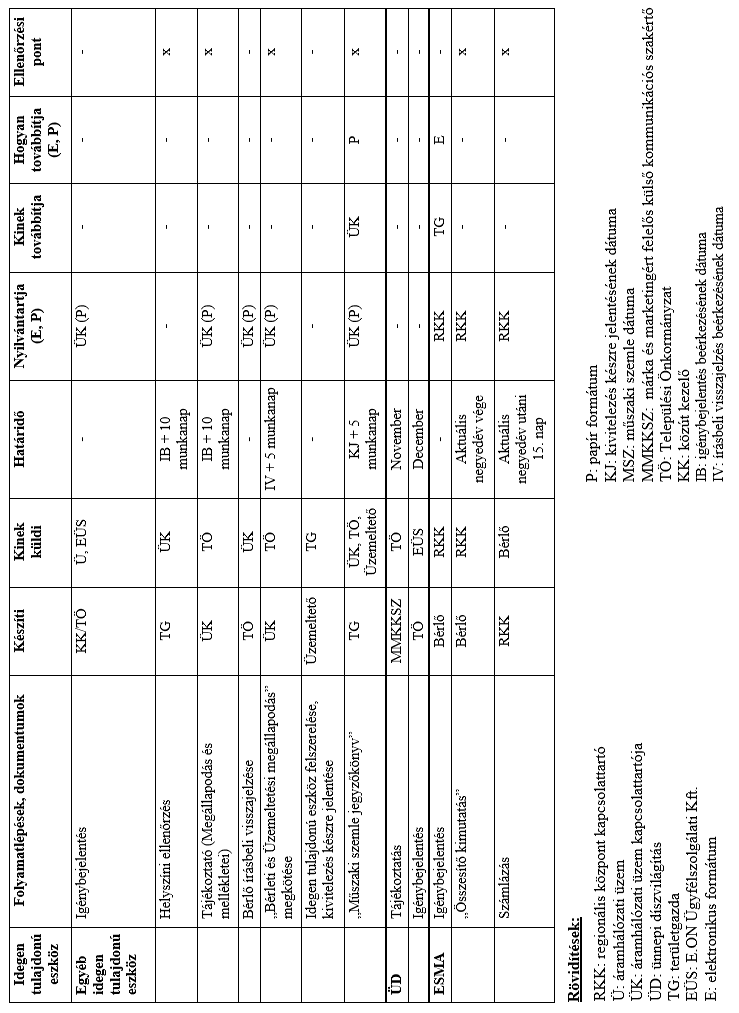 Idegen tulajdonú eszköz | Folyamatlépések, dokumentumok | Készíti | Kinek küldi | Határidő | Nyilvántartja (E, P) | Kinek továbbítja | Hogyan továbbítja (E, P) | Ellenőrzési pont
Egyéb idegen tulajdonú eszköz | Igénybejelentés | KK/TÖ | Ü, EÜS | - | ÜK (P) | - | - | -
Helyszíni ellenőrzés | TG | ÜK | IB + 10 munkanap | - | - | - | x
Tájékoztató (Megállapodás és mellékletei) | ÜK | TÖ | IB + 10 munkanap | ÜK (P) | - | - | x
Bérlő írásbeli visszajelzése | TÖ | ÜK | - | ÜK (P) | - | - | -
„Bérleti és Üzemeltetési megállapodás” megkötése | ÜK | TÖ | IV + 5 munkanap | ÜK (P) | - | - | x
Idegen tulajdonú eszköz felszerelése, kivitelezés készre jelentése | Üzemeltető | TG | - | - | - | - | -
„Műszaki szemle jegyzőkönyv” | TG | ÜK, TÖ, Üzemeltető | KJ + 5 munkanap | ÜK (P) | ÜK | P | x
ÜD | Tájékoztatás | MMKKSZ | TÖ | November | - | - | - | -
Igénybejelentés | TÖ | EÜS | December | - | - | - | -
ESMA | Igénybejelentés | Bérlő | RKK | - | RKK | TG | E | -
„Összesítő kimutatás” | Bérlő | RKK | Aktuális negyedév vége | RKK | - | - | x
Számlázás | RKK | Bérlő | Aktuális negyedév utáni 15. nap | RKK | - | - | x
Rövidítések:
RKK: regionális központ kapcsolattartó
Ü: áramhálózati üzem
ÜK: áramhálózati üzem kapcsolattartója
ÜD: ünnepi díszvilágítás
TG: területgazda
EÜS: E.ON Ügyfélszolgálati Kft.
E: elektronikus formátum
P: papír formátum
KJ: kivitelezés készre jelentésének dátuma
MSZ: műszaki szemle dátuma
MMKKSZ: márka és marketingért felelős külső kommunikációs szakértő
TÖ: Települési Önkormányzat
KK: közút kezelő
IB: igénybejelentés beérkezésének dátuma
IV: írásbeli visszajelzés beérkezésének dátuma